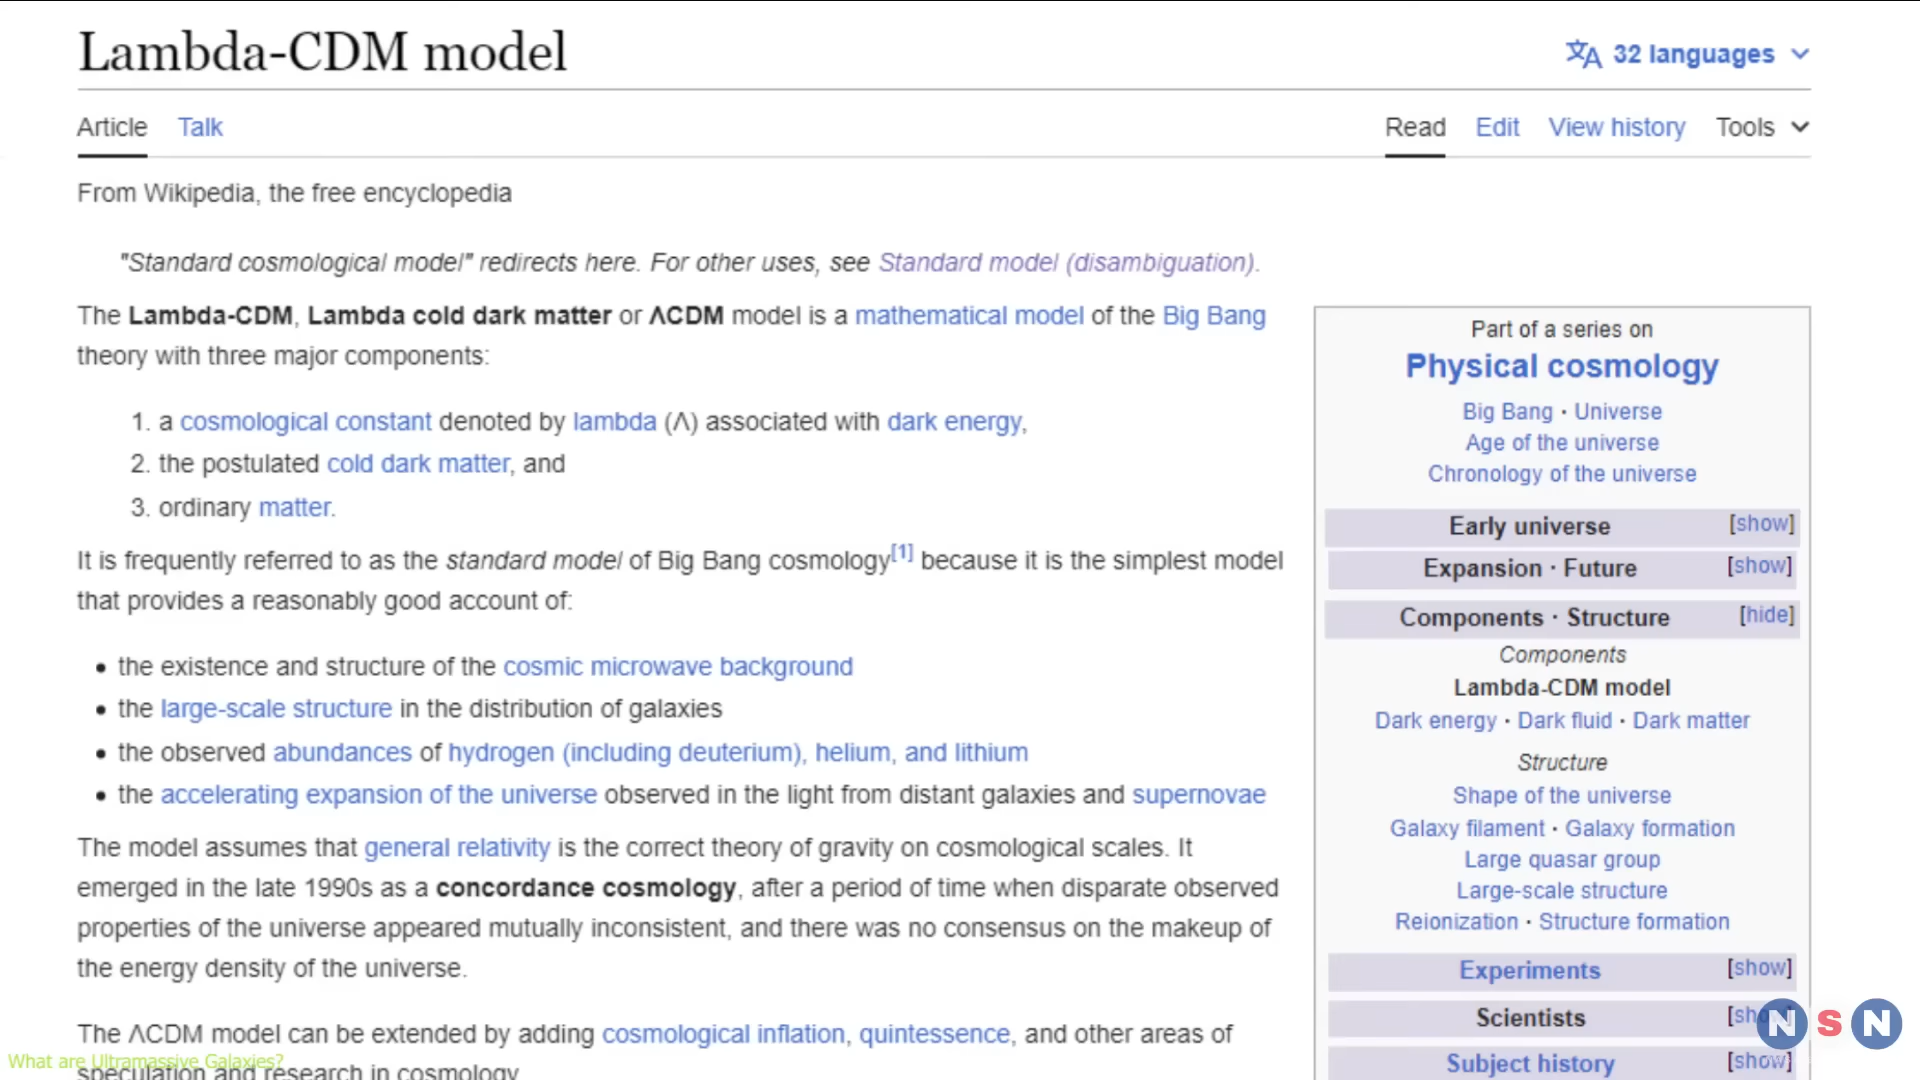 Lambda-CDM model
32 languages
Article Talk
Read Edit View history Tools
From Wikipedia, the free encyclopedia
"Standard cosmological model" redirects here. For other uses, see Standard model (disambiguation).
The Lambda-CDM, Lambda cold dark matter or ΛCDM model is a mathematical model of the Big Bang
theory with three major components:
1. a cosmological constant denoted by lambda (Λ) associated with dark energy,
2. the postulated cold dark matter, and
3. ordinary matter.
It is frequently referred to as the standard model of Big Bang cosmology[1] because it is the simplest model
that provides a reasonably good account of:
• the existence and structure of the cosmic microwave background
• the large-scale structure in the distribution of galaxies
• the observed abundances of hydrogen (including deuterium), helium, and lithium
• the accelerating expansion of the universe observed in the light from distant galaxies and supernovae
The model assumes that general relativity is the correct theory of gravity on cosmological scales. It
emerged in the late 1990s as a concordance cosmology, after a period of time when disparate observed
properties of the universe appeared mutually inconsistent, and there was no consensus on the makeup of
the energy density of the universe.
The ΛCDM model can be extended by adding cosmological inflation, quintessence, and other areas of
speculation and research in cosmology
What are Ultramassive Galaxies?
Part of a series on
Physical cosmology
Big Bang · Universe
Age of the universe
Chronology of the universe
Early universe [show]
Expansion · Future [show]
Components · Structure [hide]
Components
Lambda-CDM model
Dark energy · Dark fluid · Dark matter
Structure
Shape of the universe
Galaxy filament · Galaxy formation
Large quasar group
Large-scale structure
Reionization · Structure formation
Experiments [show]
Scientists
Subject history [show]
N S N